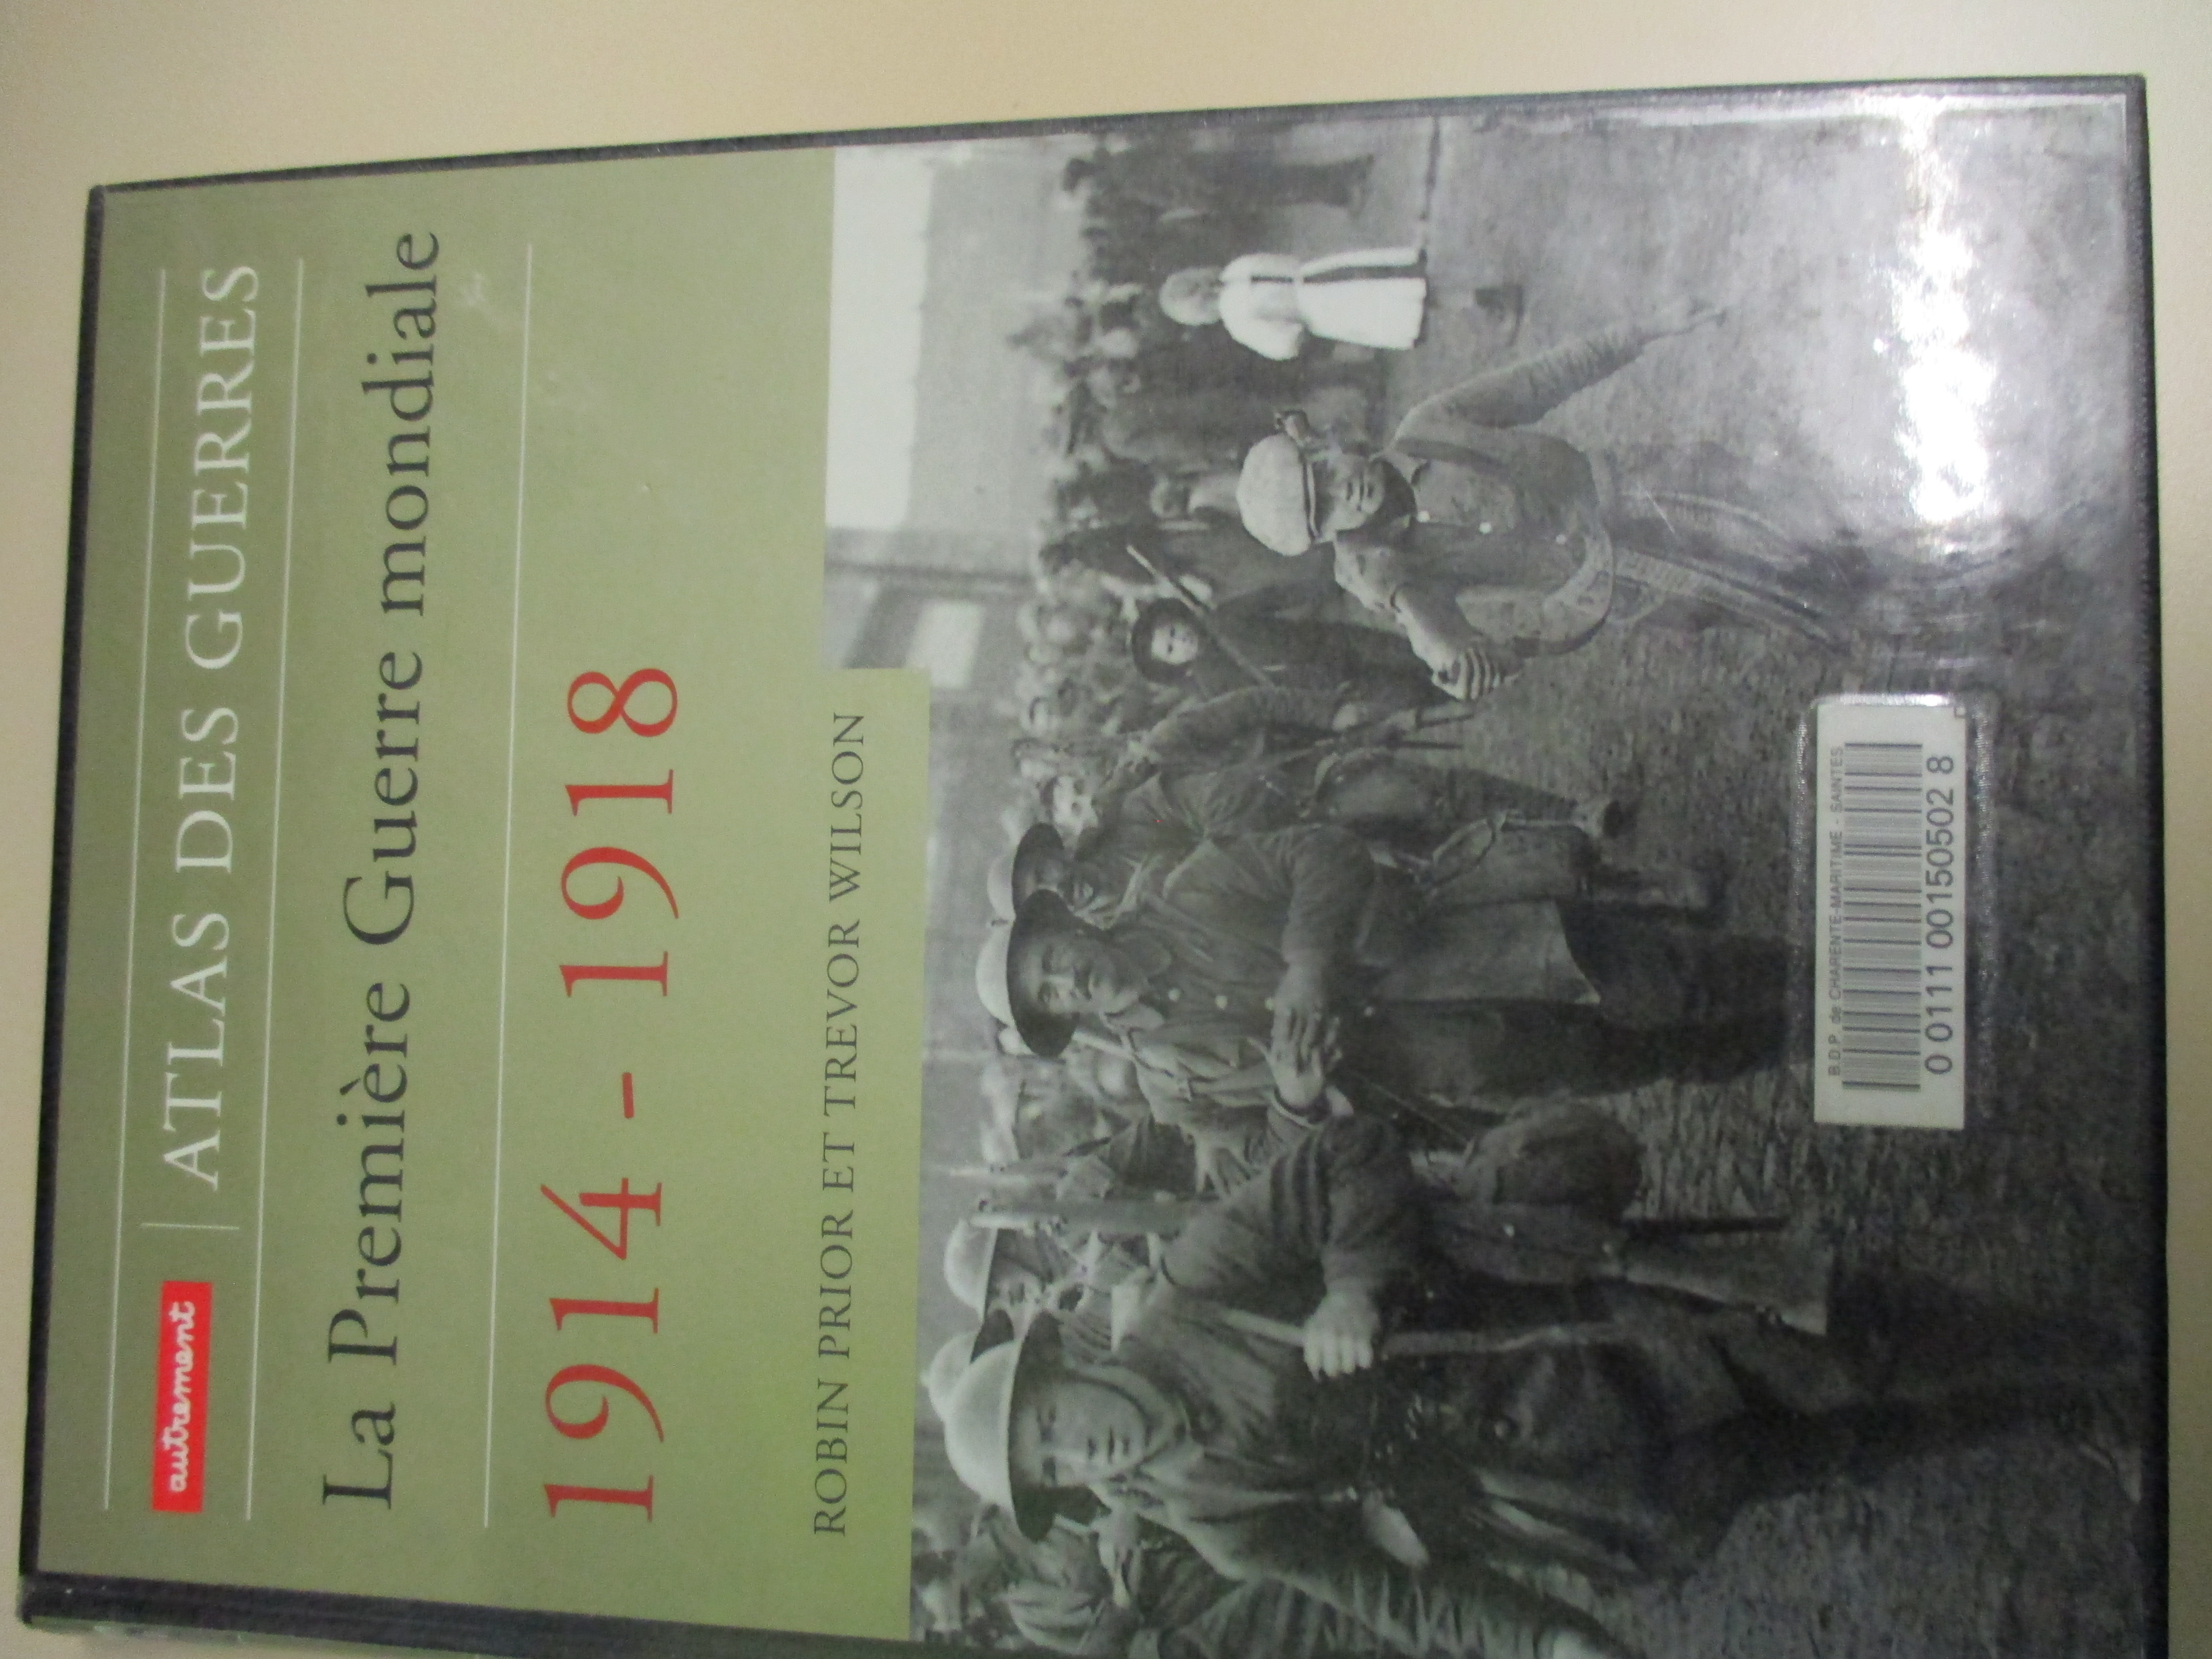 autrement
ATLAS DES GUERRES
La Première Guerre mondiale
1914 - 1918
ROBIN PRIOR ET TREVOR WILSON
B.D.P. de CHARENTE-MARITIME - SAINTES
0 0111 00150502 8